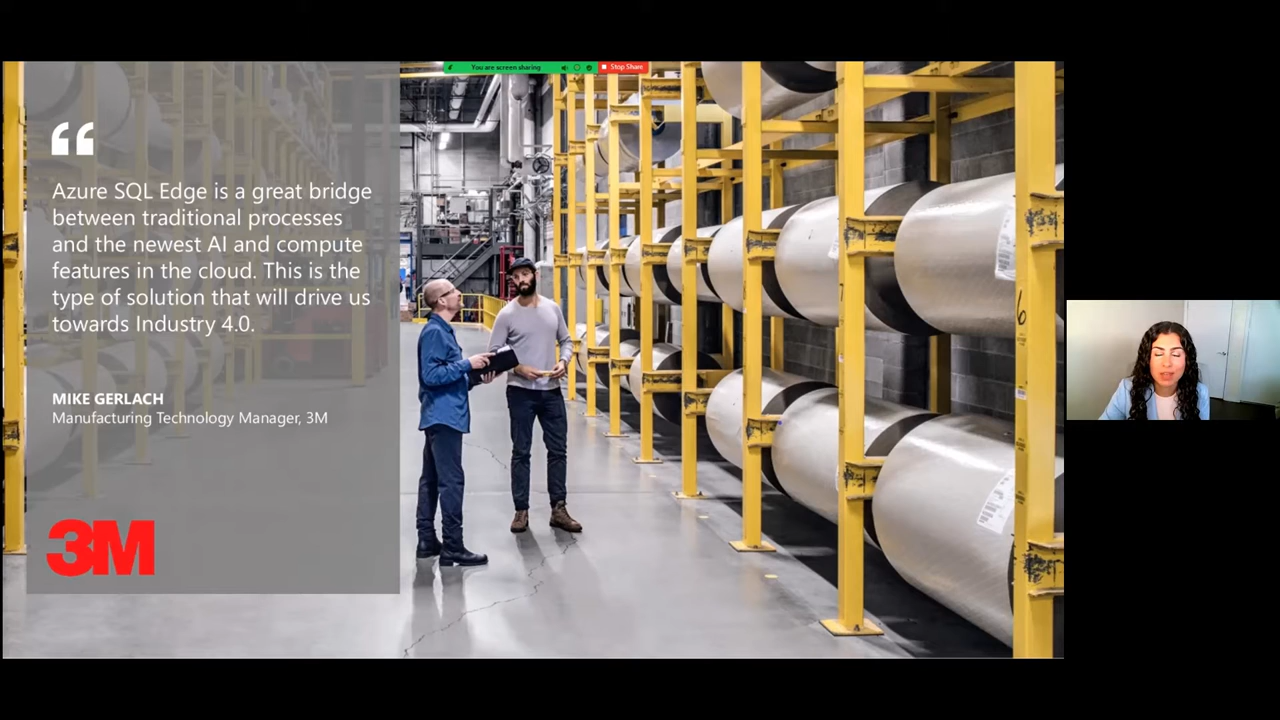 You are screen sharing
Stop Share
“
Azure SQL Edge is a great bridge
between traditional processes
and the newest AI and compute
features in the cloud. This is the
type of solution that will drive us
towards Industry 4.0.
MIKE GERLACH
Manufacturing Technology Manager, 3M
3M
6